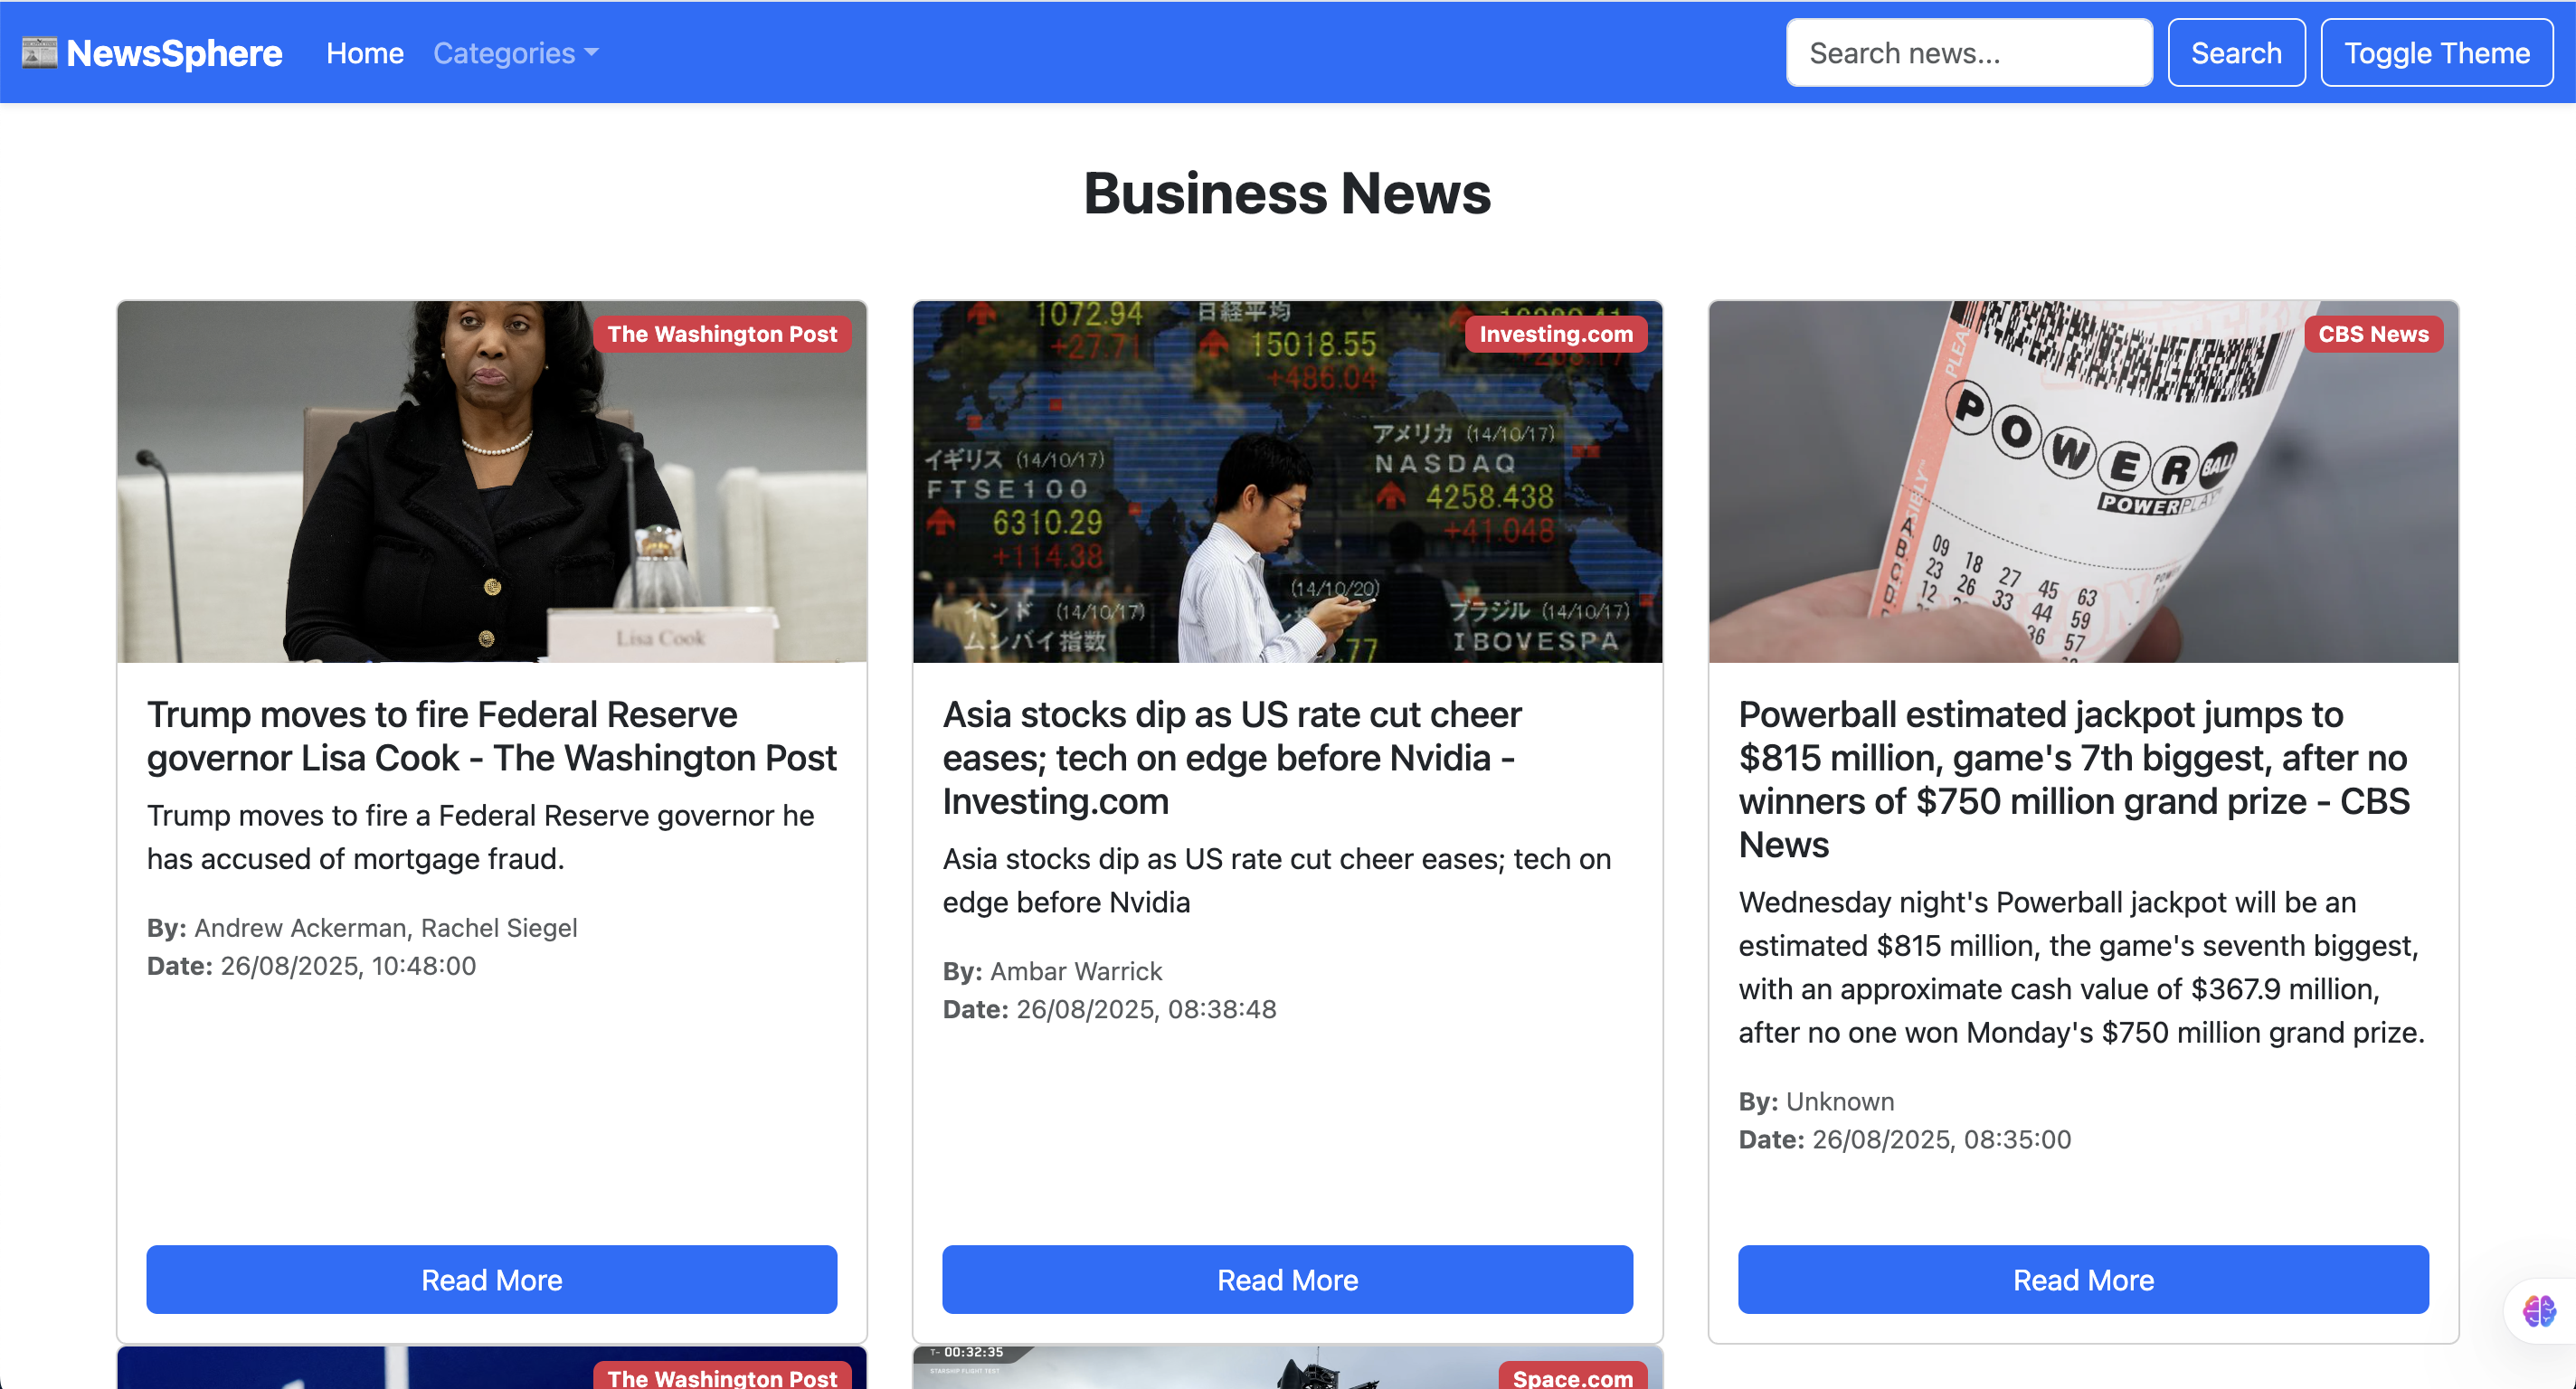 NewsSphere
Home
Categories
Search news...
Search
Toggle Theme
Business News
The Washington Post
Lisa Cook
Trump moves to fire Federal Reserve
governor Lisa Cook - The Washington Post
Trump moves to fire a Federal Reserve governor he
has accused of mortgage fraud.
By: Andrew Ackerman, Rachel Siegel
Date: 26/08/2025, 10:48:00
Read More
Investing.com
1072.94
+27.71
日経平均
15018.55
+486.04
イギリス (14/10/17)
FTSE100
6310.29
+114.38
アメリカ (14/10/17)
NASDAQ
4258.438
+41.048
(14/10/20)
インド (14/10/17)
ムンバイ指数
.77
ブラジル (14/10/17)
IBOVESPA
Asia stocks dip as US rate cut cheer
eases; tech on edge before Nvidia -
Investing.com
Asia stocks dip as US rate cut cheer eases; tech on
edge before Nvidia
By: Ambar Warrick
Date: 26/08/2025, 08:38:48
Read More
CBS News
POWERBALL
POWERPLAY
09 18 27 45 63
23 26 33 44 59
12 36 57
Powerball estimated jackpot jumps to
$815 million, game's 7th biggest, after no
winners of $750 million grand prize - CBS
News
Wednesday night's Powerball jackpot will be an
estimated $815 million, the game's seventh biggest,
with an approximate cash value of $367.9 million,
after no one won Monday's $750 million grand prize.
By: Unknown
Date: 26/08/2025, 08:35:00
Read More
The Washington Post
T- 00:32:35
STARSHIP FLIGHT TEST
Space.com